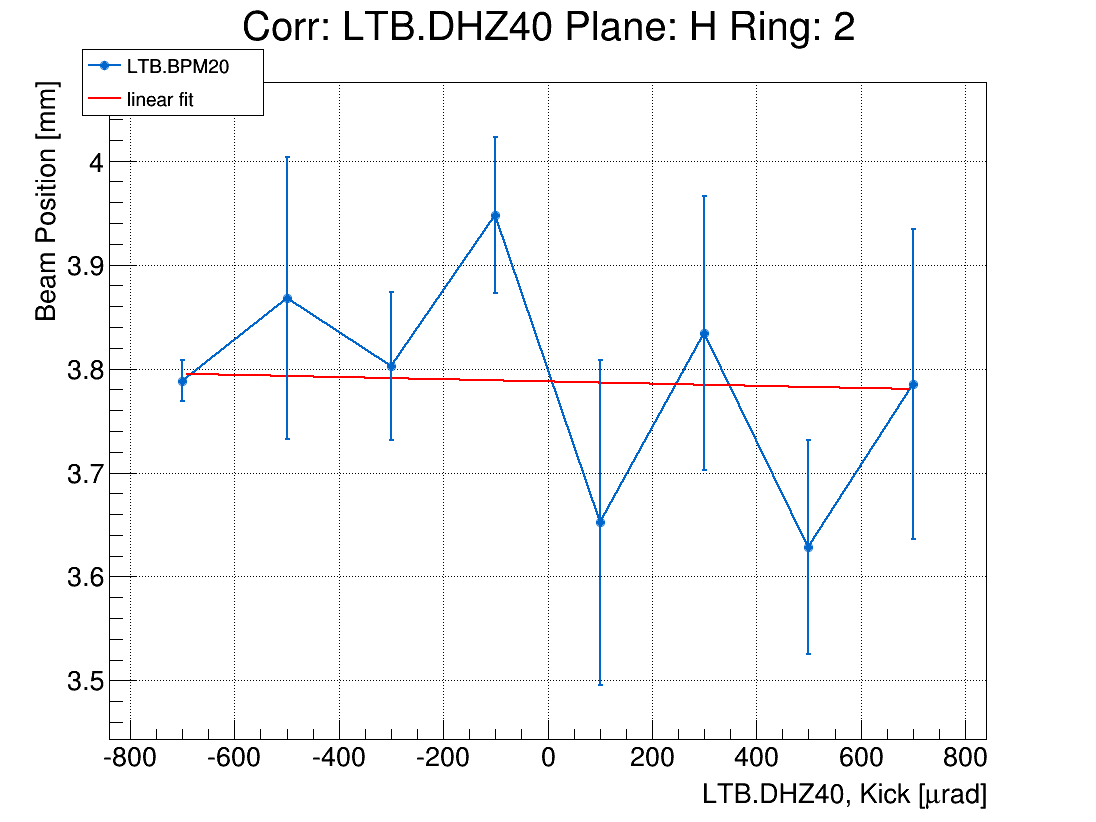 Corr: LTB.DHZ40 Plane: H Ring: 2
LTB.BPM20
linear fit
Beam Position [mm]
4
3.9
3.8
3.7
3.6
3.5
-800 -600 -400 -200 0 200 400 600 800
LTB.DHZ40, Kick [μrad]